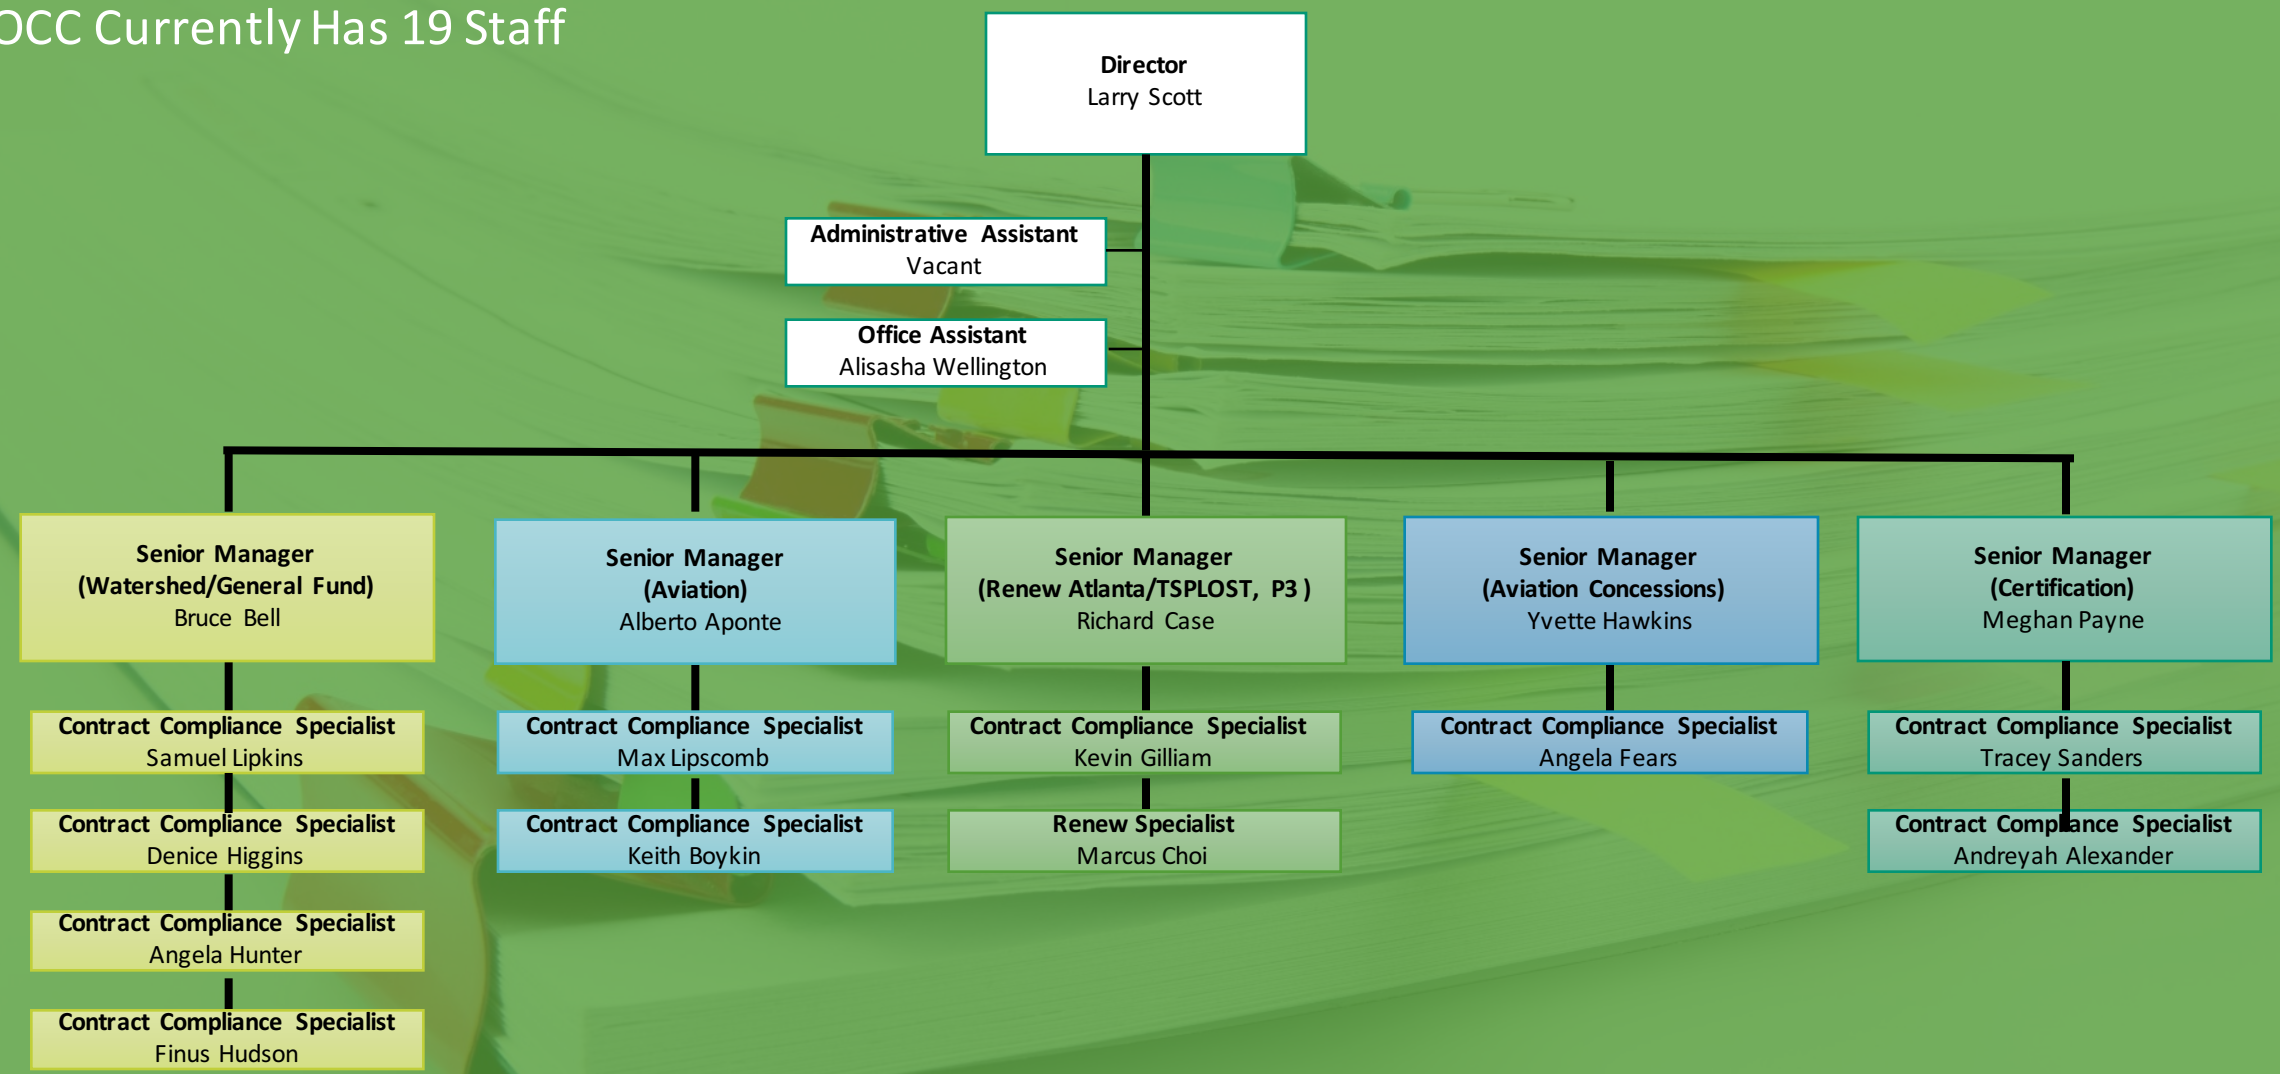 OCC Currently Has 19 Staff
Director
Larry Scott
Administrative Assistant
Vacant
Office Assistant
Alisasha Wellington
Senior Manager
(Watershed/General Fund)
Bruce Bell
Senior Manager
(Aviation)
Alberto Aponte
Senior Manager
(Renew Atlanta/TSPLOST, P3 )
Richard Case
Senior Manager
(Aviation Concessions)
Yvette Hawkins
Senior Manager
(Certification)
Meghan Payne
Contract Compliance Specialist
Samuel Lipkins
Contract Compliance Specialist
Max Lipscomb
Contract Compliance Specialist
Kevin Gilliam
Contract Compliance Specialist
Angela Fears
Contract Compliance Specialist
Tracey Sanders
Contract Compliance Specialist
Denice Higgins
Contract Compliance Specialist
Keith Boykin
Renew Specialist
Marcus Choi
Contract Compliance Specialist
Andreyah Alexander
Contract Compliance Specialist
Angela Hunter
Contract Compliance Specialist
Finus Hudson